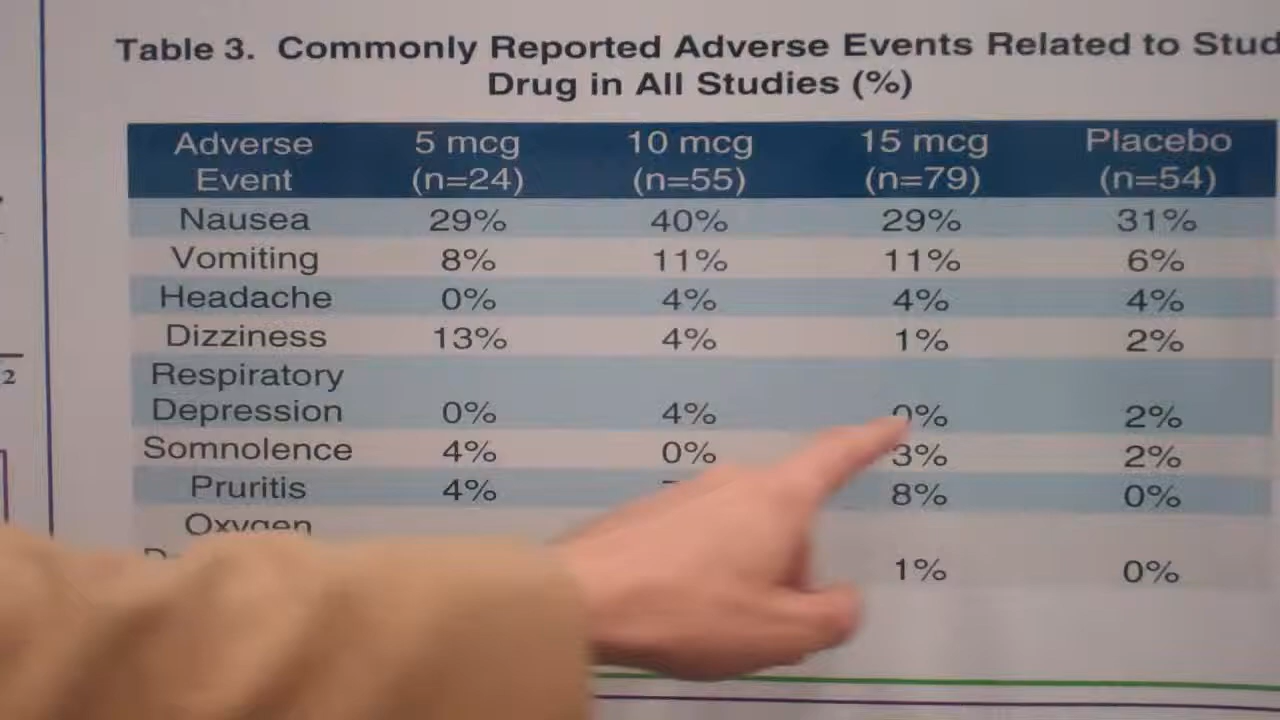 Table 3. Commonly Reported Adverse Events Related to
Drug in All Studies (%)
Adverse Event 5 mcg (n=24) 10 mcg (n=55) 15 mcg (n=79) Placebo (n=54)
Nausea 29% 40% 29% 31%
Vomiting 8% 11% 11% 6%
Headache 0% 4% 4% 4%
Dizziness 13% 4% 1% 2%
Respiratory
Depression 0% 4% 0% 2%
Somnolence 4% 0% 3% 2%
Pruritis 4% 8% 0%
Oxygen
1% 0%
2